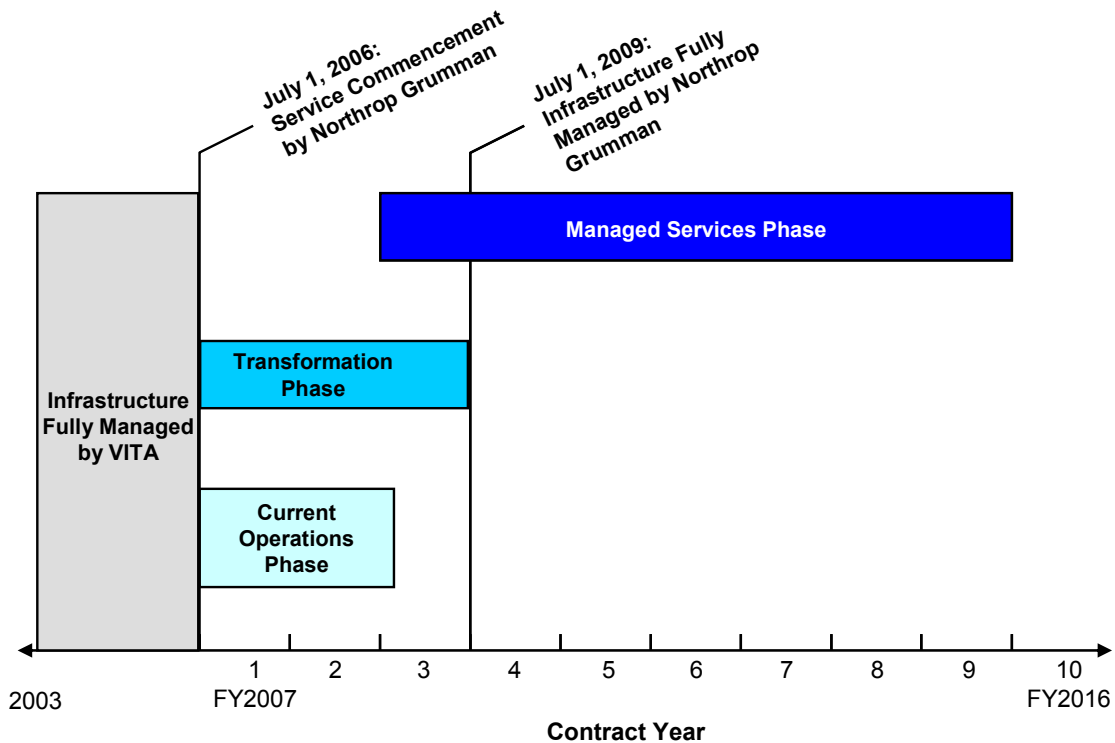 July 1, 2006:
Service Commencement
by Northrop Grumman
July 1, 2009:
Infrastructure Fully
Managed by Northrop
Grumman
Managed Services Phase
Transformation
Phase
Infrastructure
Fully Managed
by VITA
Current
Operations
Phase
1 2 3 4 5 6 7 8 9 10
2003 FY2007 FY2016
Contract Year